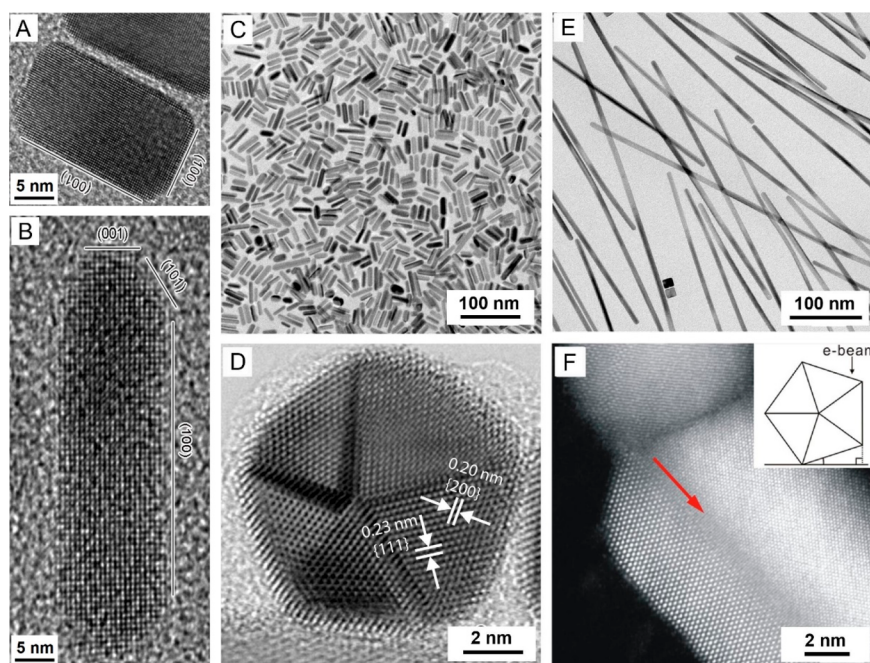 A
(100)
(100)
5 nm
B
(001)
(101)
(100)
5 nm
C
100 nm
D
0.20 nm
{200}
0.23 nm
{111}
2 nm
E
100 nm
F
e-beam
2 nm